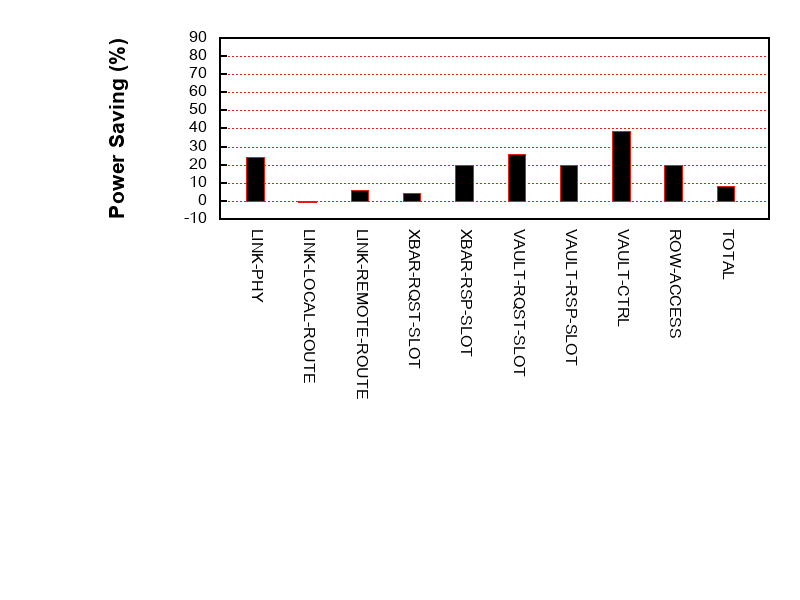 Power Saving (%)
90
80
70
60
50
40
30
20
10
0
-10
LINK-PHY
LINK-LOCAL-ROUTE
LINK-REMOTE-ROUTE
XBAR-RQST-SLOT
XBAR-RSP-SLOT
VAULT-RQST-SLOT
VAULT-RSP-SLOT
VAULT-CTRL
ROW-ACCESS
TOTAL